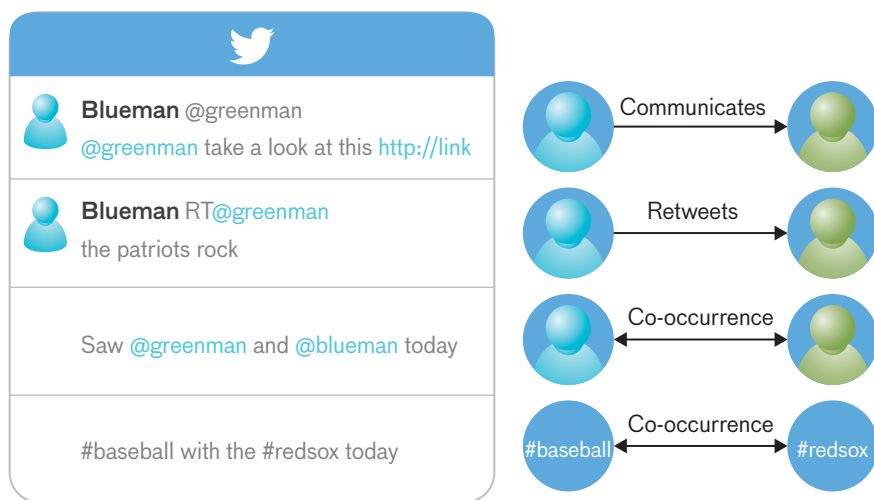 Blueman @greenman
@greenman take a look at this http://link
Communicates
Blueman RT@greenman
the patriots rock
Retweets
Saw @greenman and @blueman today
Co-occurrence
#baseball with the #redsox today
#baseball
Co-occurrence
#redsox